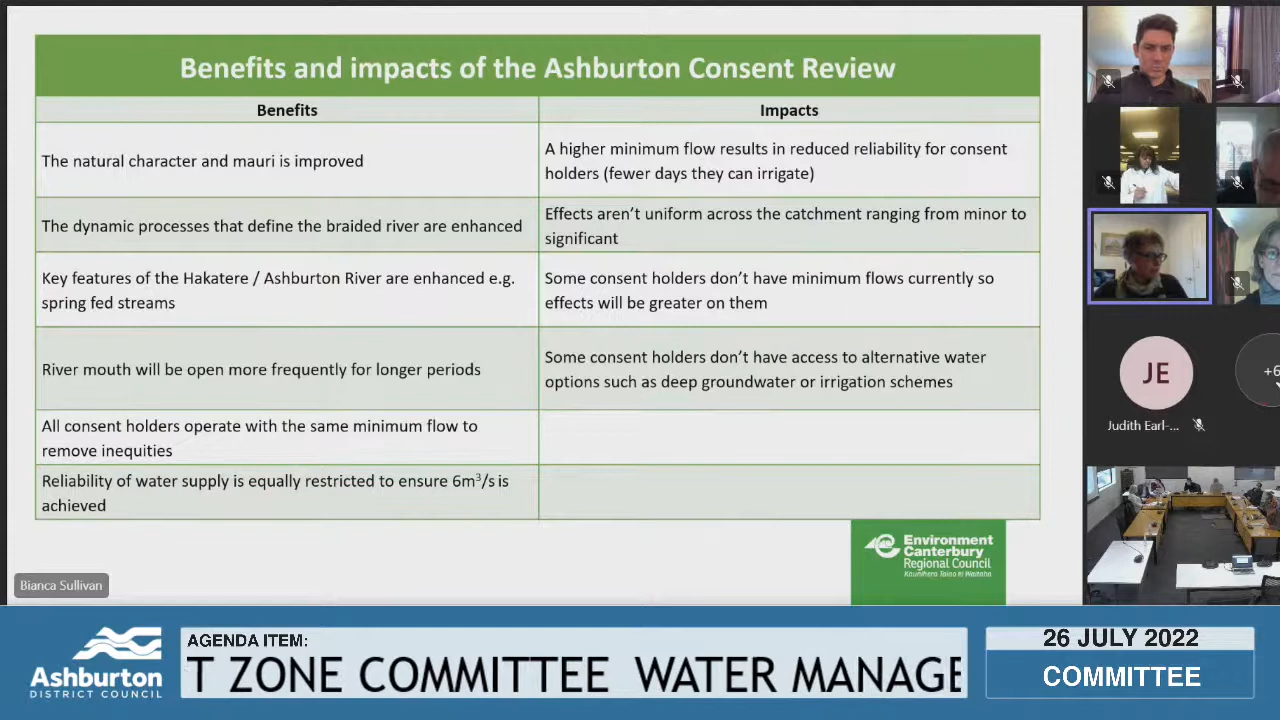 Benefits and impacts of the Ashburton Consent Review
Benefits
Impacts
The natural character and mauri is improved
A higher minimum flow results in reduced reliability for consent
holders (fewer days they can irrigate)
The dynamic processes that define the braided river are enhanced
Effects aren't uniform across the catchment ranging from minor to
significant
Key features of the Hakatere / Ashburton River are enhanced e.g.
spring fed streams
Some consent holders don't have minimum flows currently so
effects will be greater on them
River mouth will be open more frequently for longer periods
Some consent holders don't have access to alternative water
options such as deep groundwater or irrigation schemes
All consent holders operate with the same minimum flow to
remove inequities
Reliability of water supply is equally restricted to ensure 6m³/s is
achieved
Environment
Canterbury
Regional Council
Kaunihera Taiao ki Waitaha
Bianca Sullivan
JE
Judith Earl-...
+6
Ashburton
DISTRICT COUNCIL
AGENDA ITEM:
T ZONE COMMITTEE WATER MANAGE
26 JULY 2022
COMMITTEE